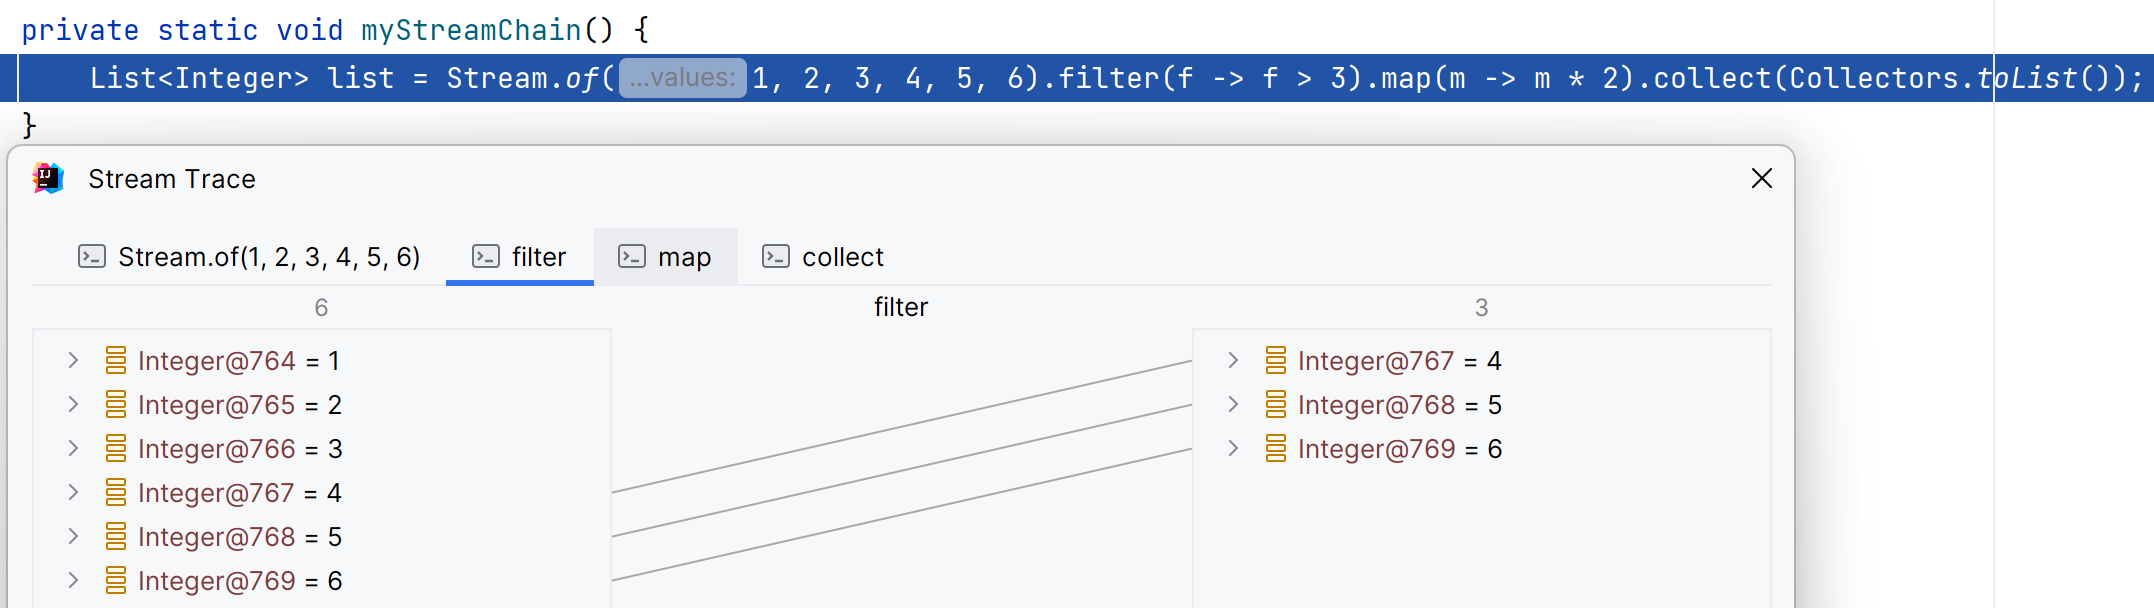 private static void myStreamChain() {
List<Integer> list = Stream.of( ...values: 1, 2, 3, 4, 5, 6).filter(f -> f > 3).map(m -> m * 2).collect(Collectors.toList());
}
IJ Stream Trace
Stream.of(1, 2, 3, 4, 5, 6) filter map collect
6 filter 3
Integer@764 = 1 Integer@767 = 4
Integer@765 = 2 Integer@768 = 5
Integer@766 = 3 Integer@769 = 6
Integer@767 = 4
Integer@768 = 5
Integer@769 = 6